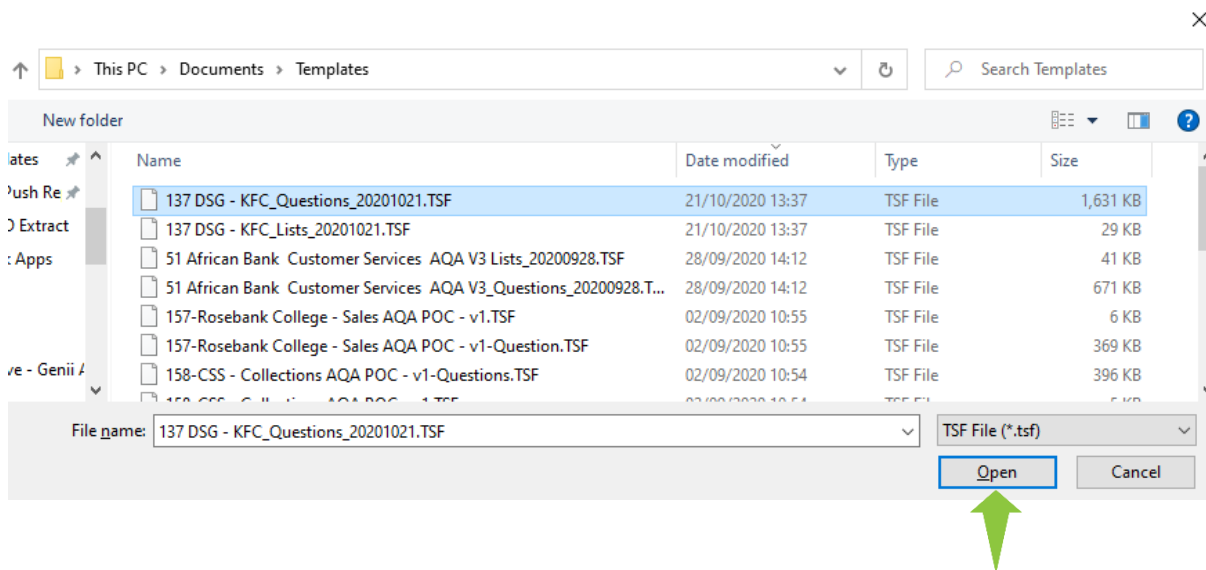 This PC > Documents > Templates
Search Templates
New folder
Name Date modified Type Size
137 DSG - KFC_Questions_20201021.TSF 21/10/2020 13:37 TSF File 1,631 KB
137 DSG - KFC_Lists_20201021.TSF 21/10/2020 13:37 TSF File 29 KB
51 African Bank  Customer Services  AQA V3 Lists_20200928.TSF 28/09/2020 14:12 TSF File 41 KB
51 African Bank  Customer Services  AQA V3_Questions_20200928.T... 28/09/2020 14:12 TSF File 671 KB
157-Rosebank College - Sales AQA POC - v1.TSF 02/09/2020 10:55 TSF File 6 KB
157-Rosebank College - Sales AQA POC - v1-Question.TSF 02/09/2020 10:55 TSF File 369 KB
158-CSS - Collections AQA POC - v1-Questions.TSF 02/09/2020 10:54 TSF File 396 KB
ates
Push Re
D Extract
Apps
ve - Genii
File name: 137 DSG - KFC_Questions_20201021.TSF TSF File (*.tsf)
Open Cancel